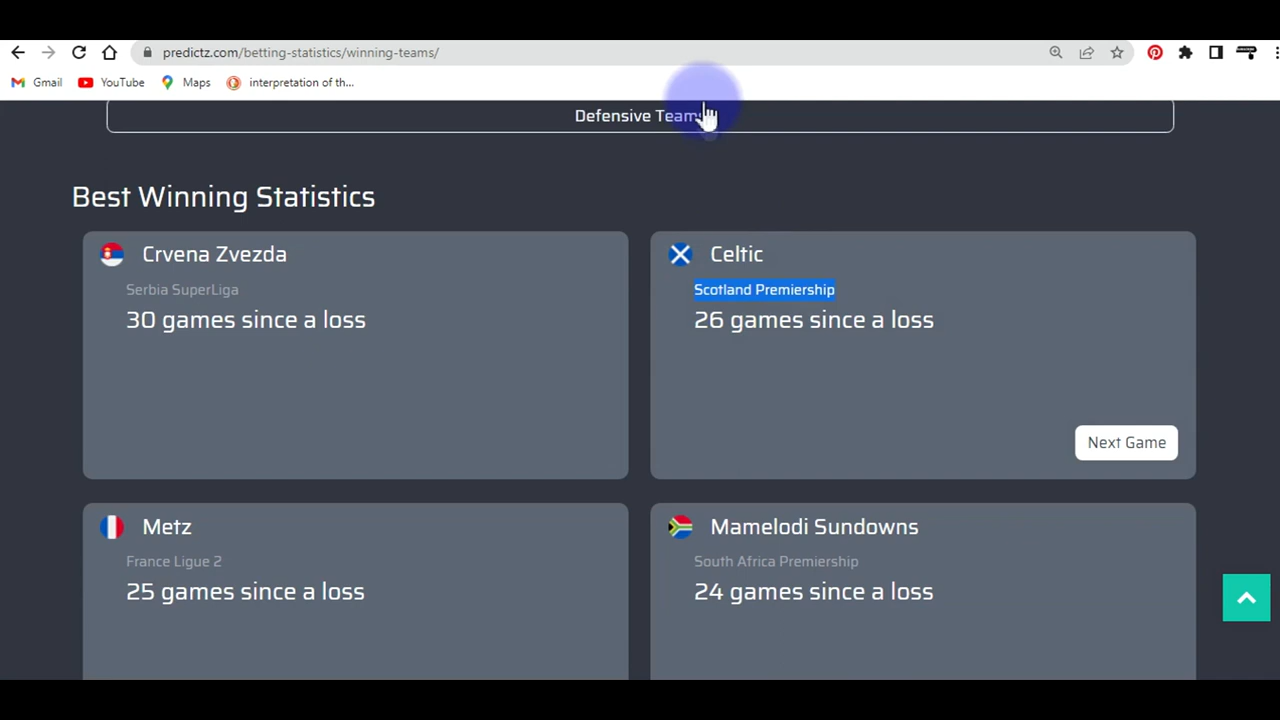 predictz.com/betting-statistics/winning-teams/
Gmail YouTube Maps interpretation of th...
Defensive Team
Best Winning Statistics
Crvena Zvezda
Serbia SuperLiga
30 games since a loss
Celtic
Scotland Premiership
26 games since a loss
Next Game
Metz
France Ligue 2
25 games since a loss
Mamelodi Sundowns
South Africa Premiership
24 games since a loss